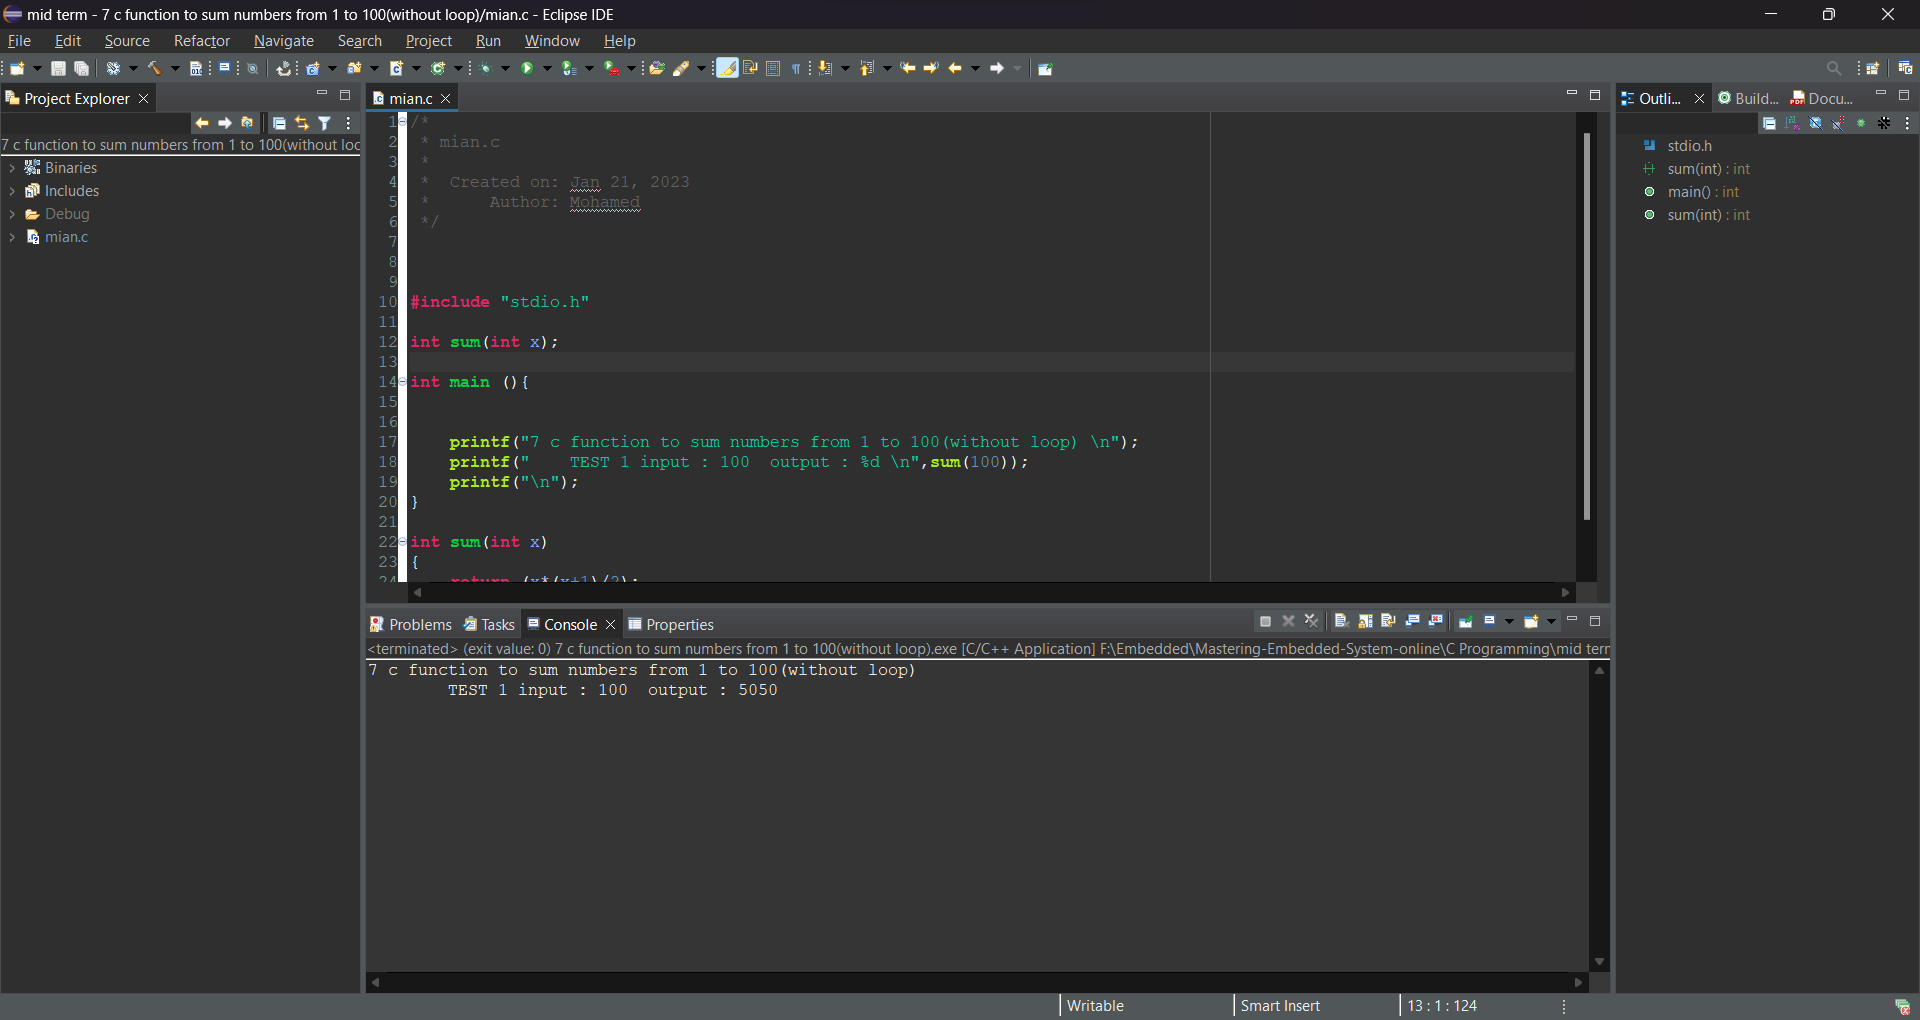 mid term - 7 c function to sum numbers from 1 to 100(without loop)/mian.c - Eclipse IDE
File Edit Source Refactor Navigate Search Project Run Window Help
Project Explorer
7 c function to sum numbers from 1 to 100(without loc
Binaries
Includes
Debug
mian.c
mian.c
1 /*
2 * mian.c
3 *
4 * Created on: Jan 21, 2023
5 * Author: Mohamed
6 */
7
8
9
10 #include "stdio.h"
11
12 int sum(int x);
13
14 int main (){
15
16
17 printf("7 c function to sum numbers from 1 to 100(without loop) \n");
18 printf(" TEST 1 input : 100 output : %d \n",sum(100));
19 printf("\n");
20 }
21
22 int sum(int x)
23 {
24 return (x*(x+1)/2);
Outli... Build... Docu...
stdio.h
sum(int) : int
main() : int
sum(int) : int
Problems Tasks Console Properties
<terminated> (exit value: 0) 7 c function to sum numbers from 1 to 100(without loop).exe [C/C++ Application] F:\Embedded\Mastering-Embedded-System-online\C Programming\mid tern
7 c function to sum numbers from 1 to 100(without loop)
TEST 1 input : 100 output : 5050
Writable Smart Insert 13 : 1 : 124